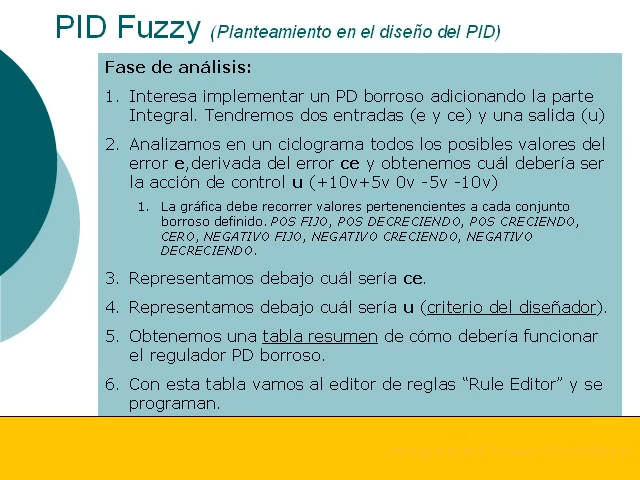 PID Fuzzy (Planteamiento en el diseño del PID)
Fase de análisis:
1. Interesa implementar un PD borroso adicionando la parte
Integral. Tendremos dos entradas (e y ce) y una salida (u)
2. Analizamos en un ciclograma todos los posibles valores del
error e,derivada del error ce y obtenemos cuál debería ser
la acción de control u (+10v+5v 0v -5v -10v)
1. La gráfica debe recorrer valores pertenencientes a cada conjunto
borroso definido. POS FIJO, POS DECRECIENDO, POS CRECIENDO,
CERO, NEGATIVO FIJO, NEGATIVO CRECIENDO, NEGATIVO
DECRECIENDO.
3. Representamos debajo cuál sería ce.
4. Representamos debajo cuál sería u (criterio del diseñador).
5. Obtenemos una tabla resumen de cómo debería funcionar
el regulador PD borroso.
6. Con esta tabla vamos al editor de reglas “Rule Editor” y se
programan.